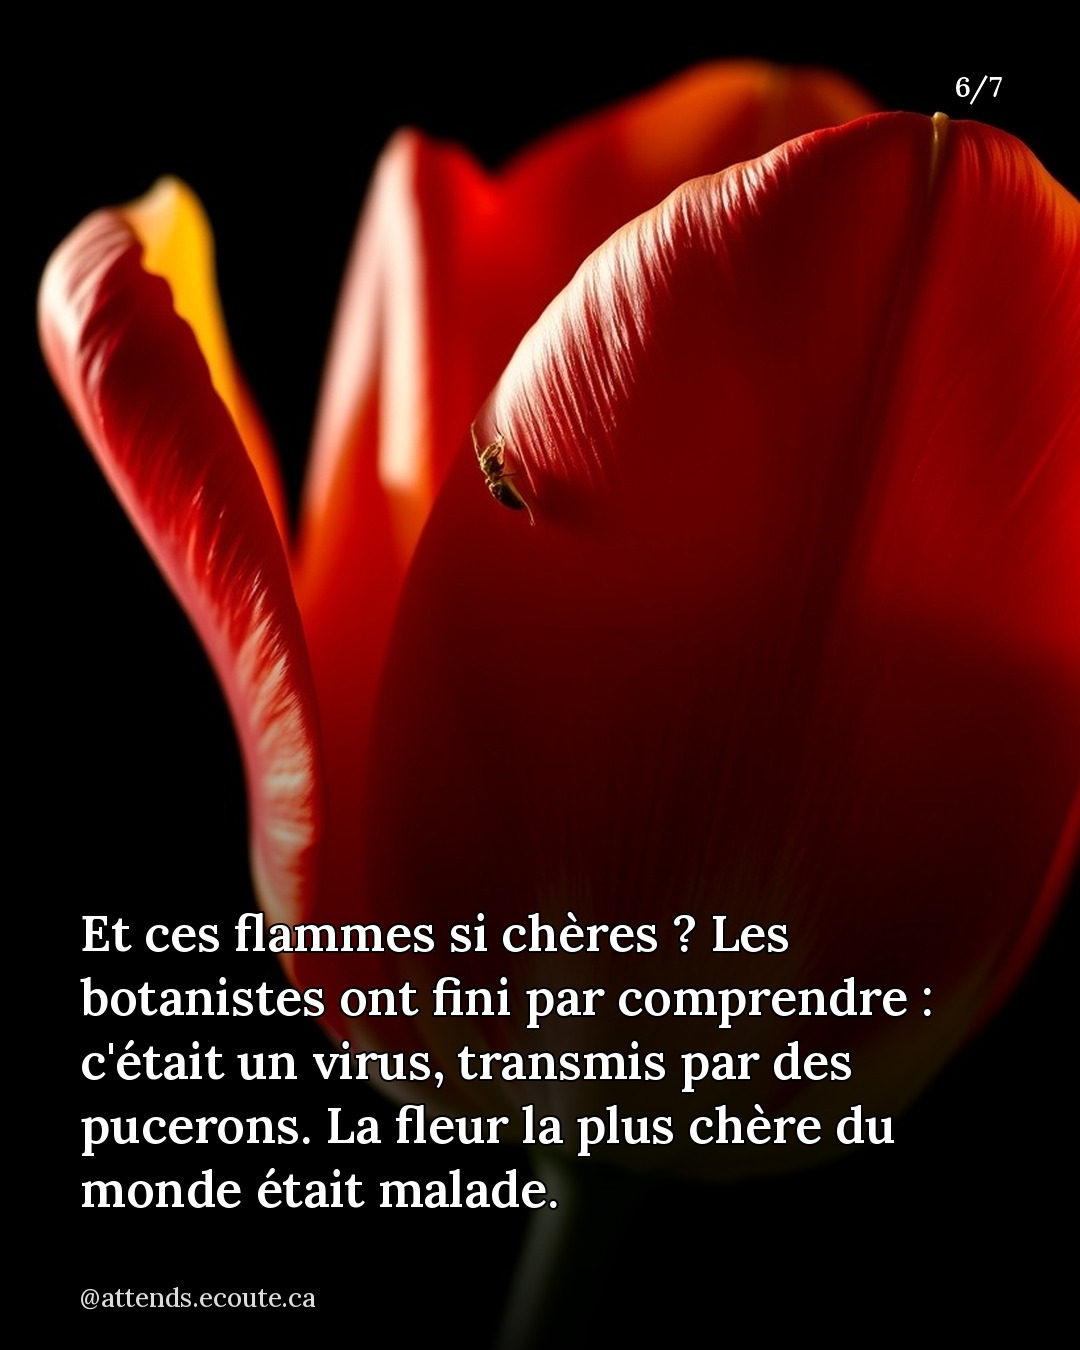 6/7
Et ces flammes si chères ? Les
botanistes ont fini par comprendre :
c'était un virus, transmis par des
pucerons. La fleur la plus chère du
monde était malade.
@attends.ecoute.ca